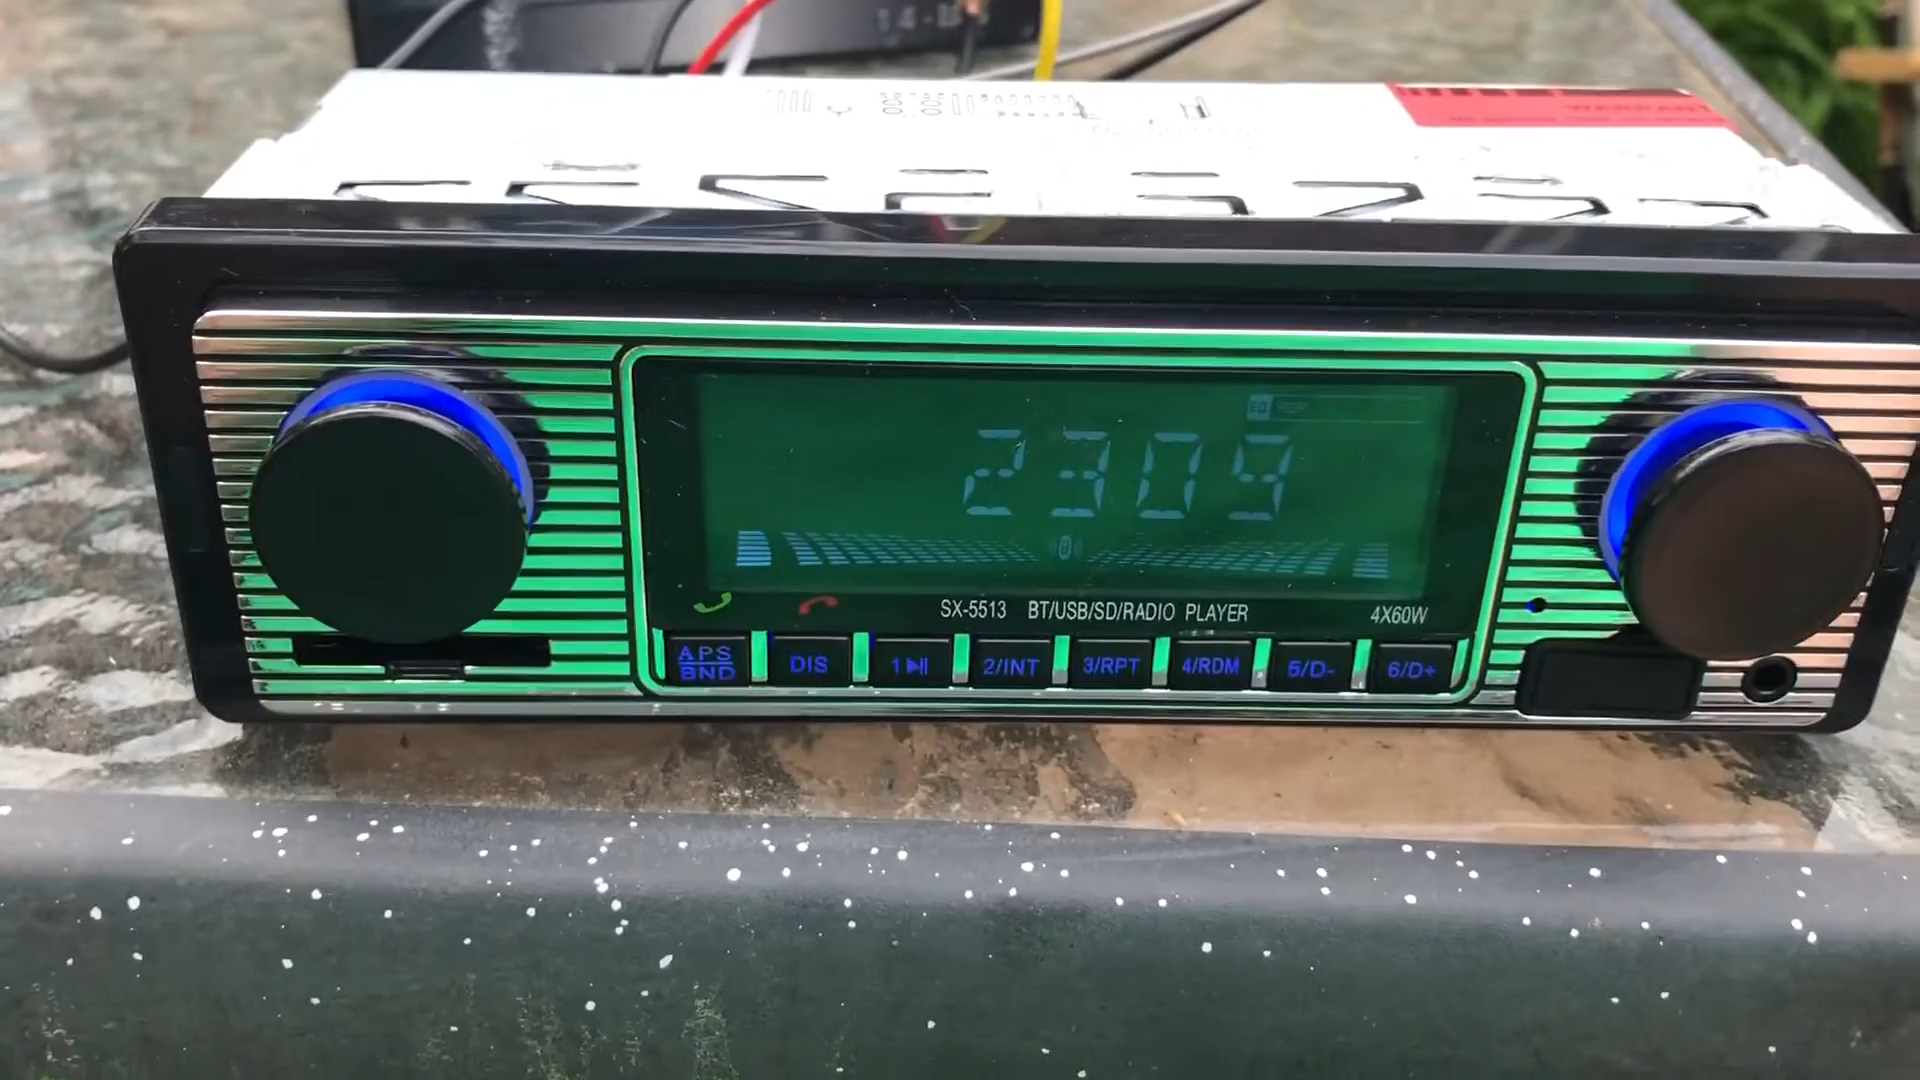 2309
SX-5513 BT/USB/SD/RADIO PLAYER 4X60W
APS
BND
DIS
1
2/INT
3/RPT
4/RDM
5/D-
6/D+